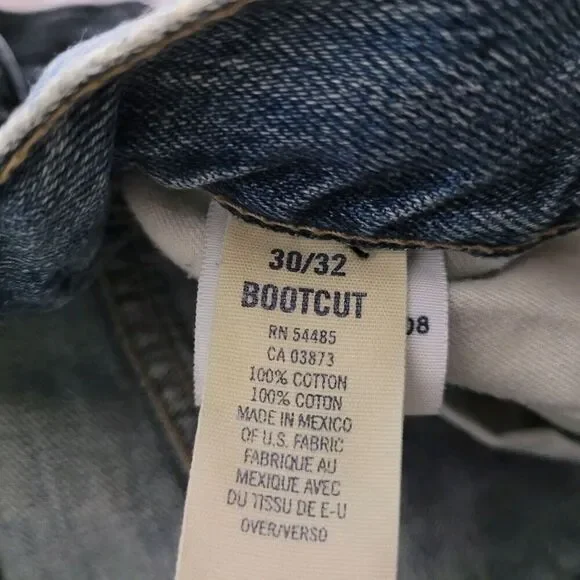 30/32
BOOTCUT
RN 54485
CA 03873
100% COTTON
100% COTON
MADE IN MEXICO
OF U.S. FABRIC
FABRIQUE AU
MEXIQUE AVEC
DU TISSU DE E-U
OVER/VERSO
08